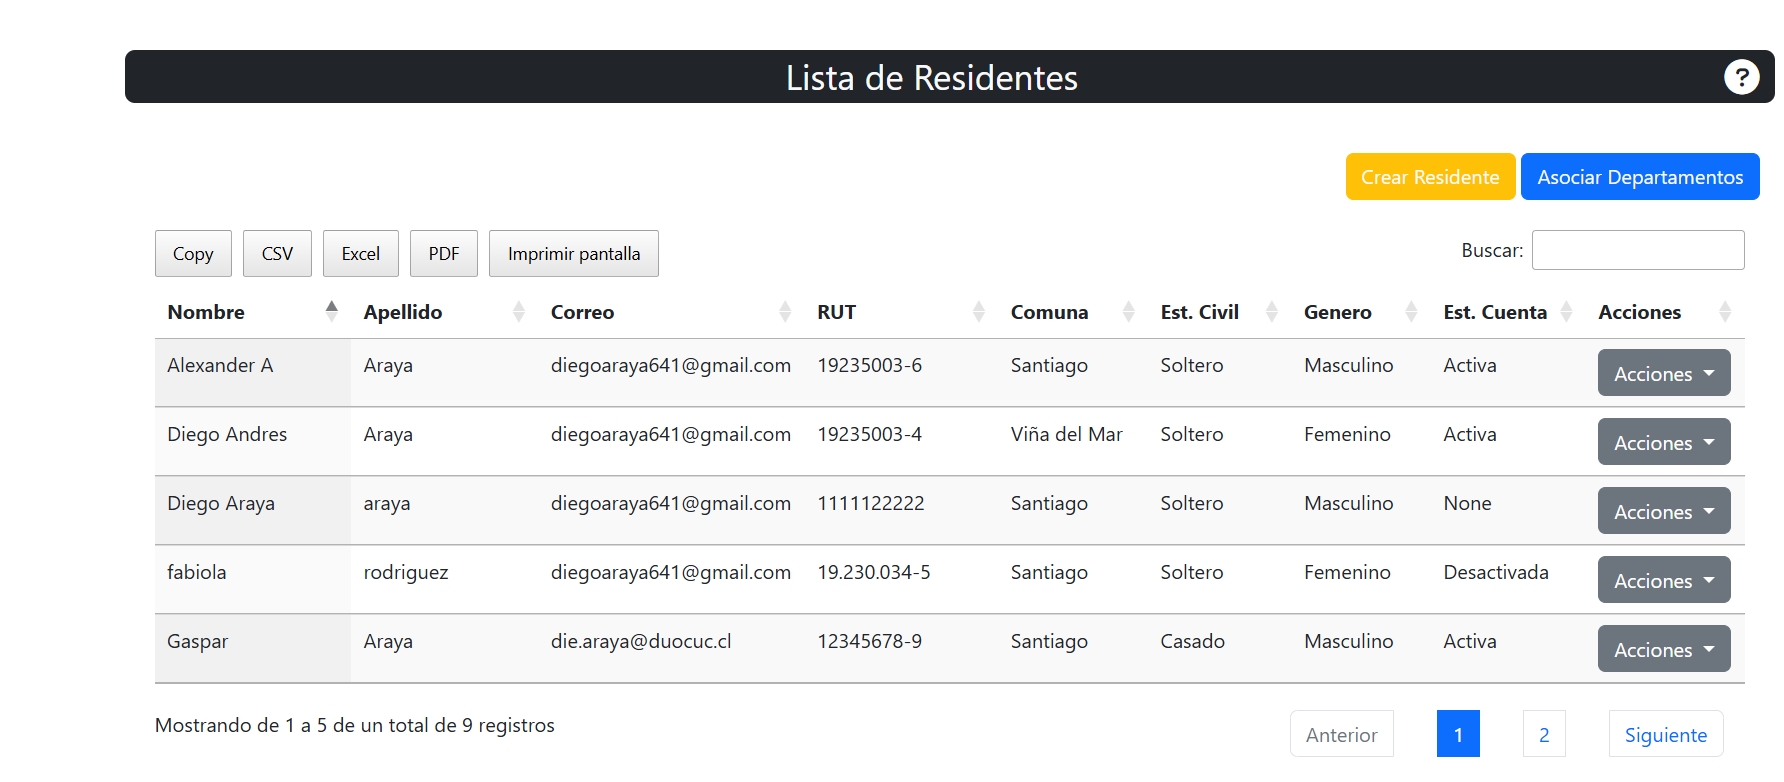 Lista de Residentes
?
Crear Residente Asociar Departamentos
Copy CSV Excel PDF Imprimir pantalla Buscar:
Nombre Apellido Correo RUT Comuna Est. Civil Genero Est. Cuenta Acciones
Alexander A Araya diegoaraya641@gmail.com 19235003-6 Santiago Soltero Masculino Activa Acciones
Diego Andres Araya diegoaraya641@gmail.com 19235003-4 Viña del Mar Soltero Femenino Activa Acciones
Diego Araya araya diegoaraya641@gmail.com 1111122222 Santiago Soltero Masculino None Acciones
fabiola rodriguez diegoaraya641@gmail.com 19.230.034-5 Santiago Soltero Femenino Desactivada Acciones
Gaspar Araya die.araya@duocuc.cl 12345678-9 Santiago Casado Masculino Activa Acciones
Mostrando de 1 a 5 de un total de 9 registros Anterior 1 2 Siguiente